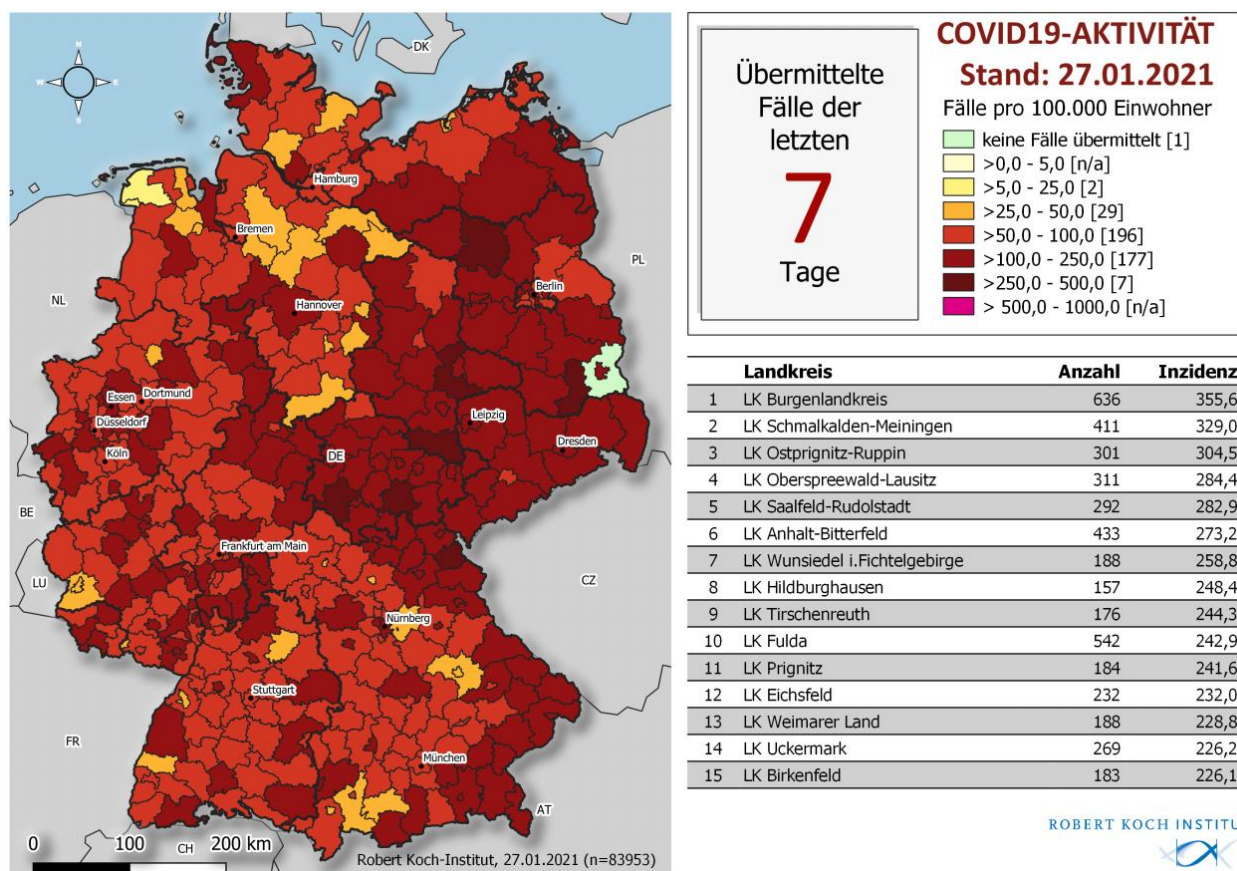 N
W
E
S
DK
PL
NL
BE
LU
FR
CH
AT
CZ
DE
Hamburg
Bremen
Berlin
Hannover
Essen
Dortmund
Düsseldorf
Köln
Leipzig
Dresden
Frankfurt am Main
Nürnberg
Stuttgart
München
0 100 200 km
Robert Koch-Institut, 27.01.2021 (n=83953)
Übermittelte
Fälle der
letzten
7
Tage
COVID19-AKTIVITÄT
Stand: 27.01.2021
Fälle pro 100.000 Einwohner
keine Fälle übermittelt [1]
>0,0 - 5,0 [n/a]
>5,0 - 25,0 [2]
>25,0 - 50,0 [29]
>50,0 - 100,0 [196]
>100,0 - 250,0 [177]
>250,0 - 500,0 [7]
> 500,0 - 1000,0 [n/a]
Landkreis Anzahl Inzidenz
1 LK Burgenlandkreis 636 355,6
2 LK Schmalkalden-Meiningen 411 329,0
3 LK Ostprignitz-Ruppin 301 304,5
4 LK Oberspreewald-Lausitz 311 284,4
5 LK Saalfeld-Rudolstadt 292 282,9
6 LK Anhalt-Bitterfeld 433 273,2
7 LK Wunsiedel i.Fichtelgebirge 188 258,8
8 LK Hildburghausen 157 248,4
9 LK Tirschenreuth 176 244,3
10 LK Fulda 542 242,9
11 LK Prignitz 184 241,6
12 LK Eichsfeld 232 232,0
13 LK Weimarer Land 188 228,8
14 LK Uckermark 269 226,2
15 LK Birkenfeld 183 226,1
ROBERT KOCH INSTITU